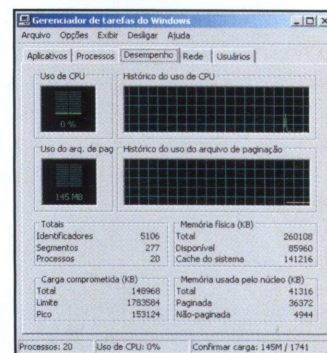 Gerenciador de tarefas do Windows
Arquivo Opções Exibir Desligar Ajuda
Aplicativos Processos Desempenho Rede Usuários
Uso de CPU
Histórico do uso de CPU
0 %
Uso do arq. de pag
Histórico do uso do arquivo de paginação
145 MB
Totais
Identificadores 5106
Segmentos 277
Processos 20
Memória física (KB)
Total 260108
Disponível 85960
Cache do sistema 141216
Carga comprometida (KB)
Total 148968
Limite 1783584
Pico 153124
Memória usada pelo núcleo (KB)
Total 41316
Paginada 36372
Não-paginada 4944
Processos: 20 Uso de CPU: 0% Confirmar carga: 145M / 1741